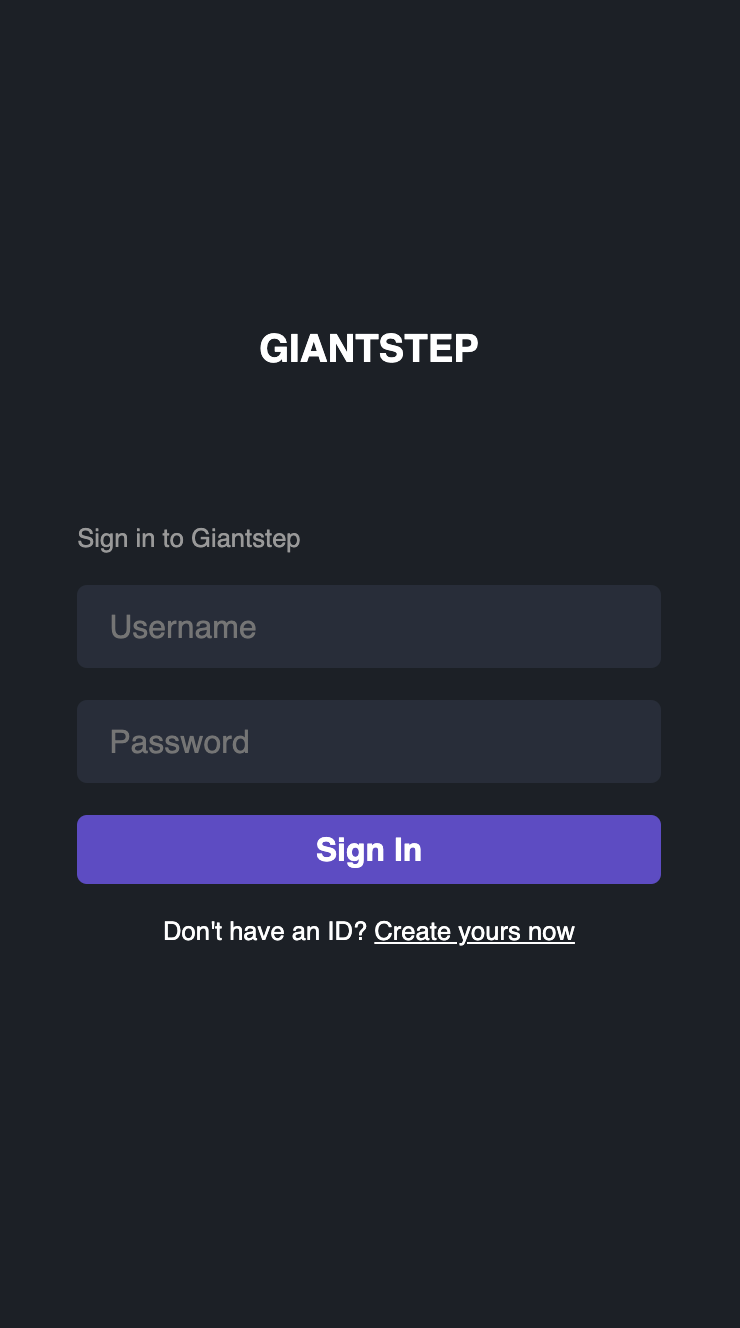 GIANTSTEP
Sign in to Giantstep
Username
Password
Sign In
Don't have an ID? Create yours now